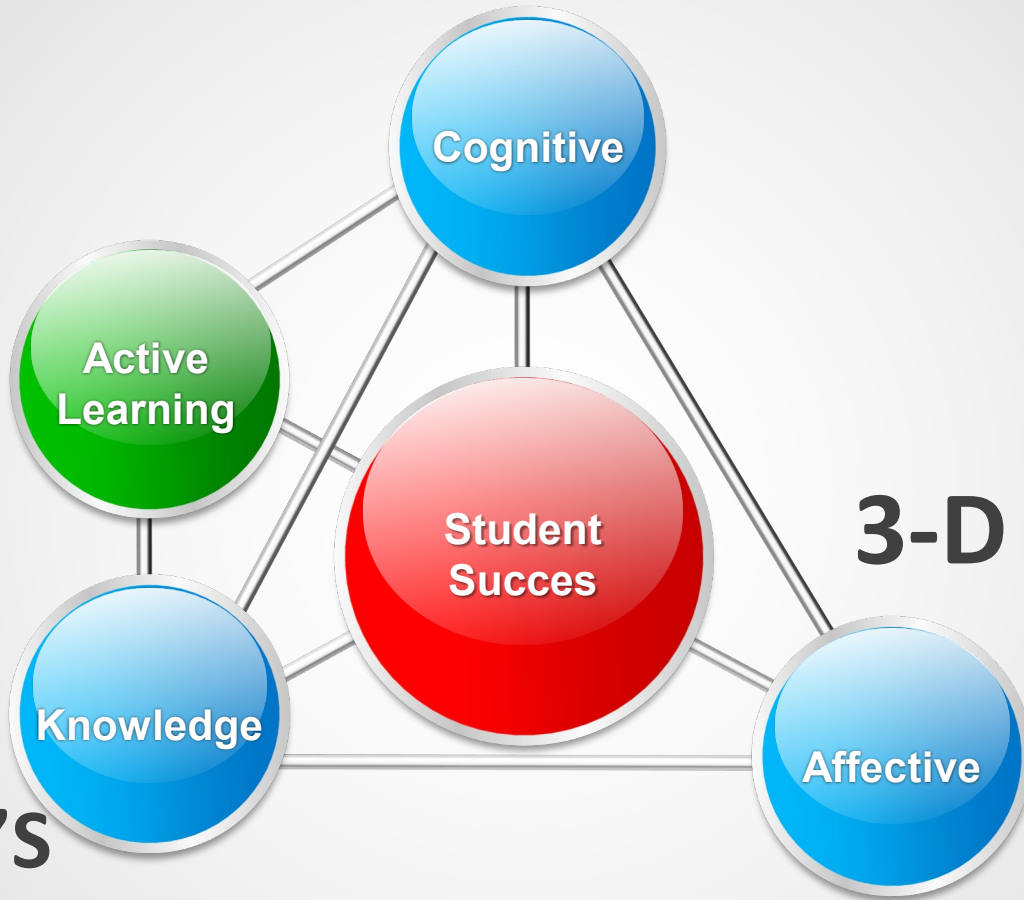 Cognitive
Active
Learning
Student
Succes
3-D
Knowledge
Affective
’s